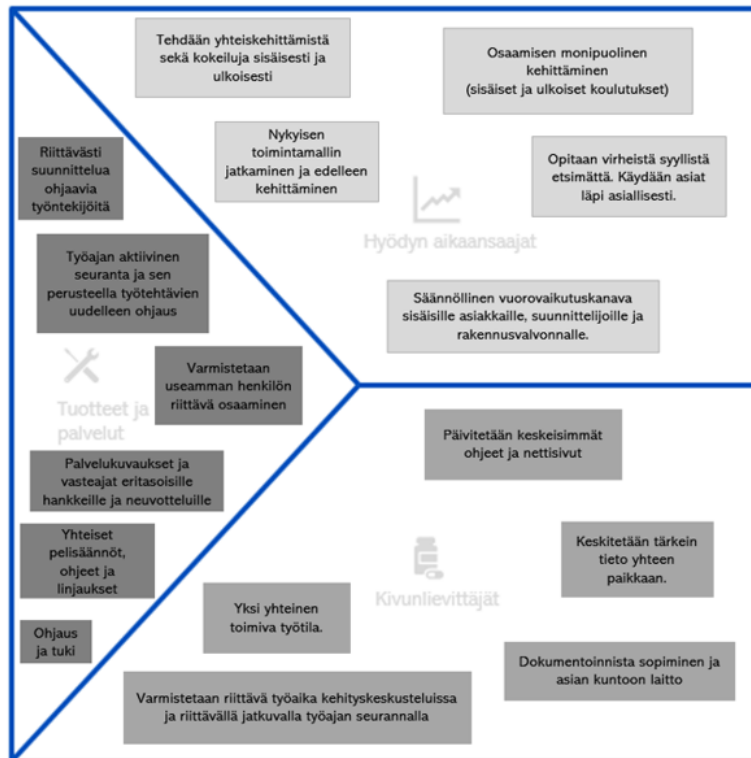 Tehdään yhteiskehittämistä
sekä kokeiluja sisäisesti ja
ulkoisesti
Osaamisen monipuolinen
kehittäminen
(sisäiset ja ulkoiset koulutukset)
Nykyisen
toimintamallin
jatkaminen ja edelleen
kehittäminen
Opitaan virheistä syyllistä
etsimättä. Käydään asiat
läpi asiallisesti.
Hyödyn aikaansaajat
Säännöllinen vuorovaikutuskanava
sisäisille asiakkaille, suunnittelijoille ja
rakennusvalvonnalle.
Riittävästi
suunnittelua
ohjaavia
työntekijöitä
Työajan aktiivinen
seuranta ja sen
perusteella työtehtävien
uudelleen ohjaus
Varmistetaan
useamman henkilön
riittävä osaaminen
Tuotteet ja
palvelut
Palvelukuvaukset ja
vasteajat eritasoisille
hankkeille ja neuvotteluille
Yhteiset
pelisäännöt,
ohjeet ja
linjaukset
Ohjaus
ja tuki
Päivitetään keskeisimmät
ohjeet ja nettisivut
Keskitetään tärkein
tieto yhteen
paikkaan.
Kivunlievittäjät
Yksi yhteinen
toimiva työtila.
Dokumentoinnista sopiminen ja
asian kuntoon laitto
Varmistetaan riittävä työaika kehityskeskusteluissa
ja riittävällä jatkuvalla työajan seurannalla